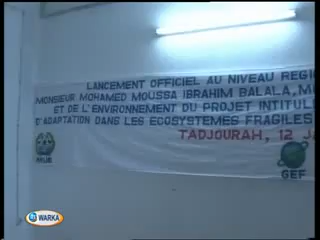 LANCEMENT OFFICIEL AU NIVEAU REGI
MONSIEUR MOHAMED MOUSSA IBRAHIM BALALA, M
ET DE L'ENVIRONNEMENT DU PROJET INTITUL
D'ADAPTATION DANS LES ECOSYSTEMES FRAGILES
TADJOURAH, 12 JA
GEF
WARKA